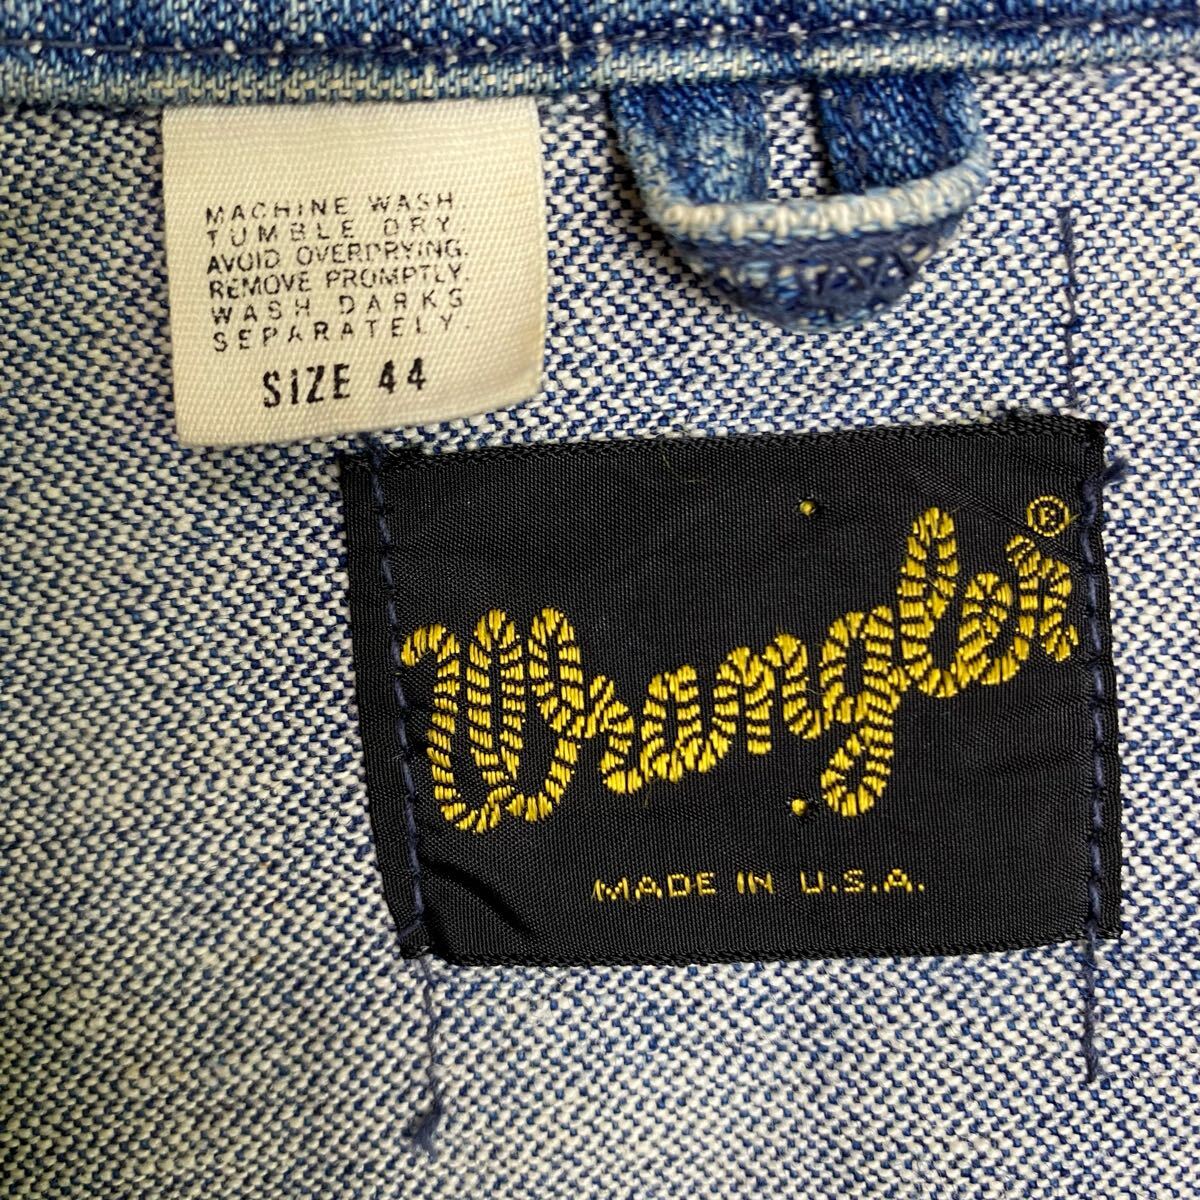 MACHINE WASH.
TUMBLE DRY.
AVOID OVERDRYING.
REMOVE PROMPTLY.
WASH DARKS
SEPARATELY.
SIZE 44
Wrangler®
MADE IN U.S.A.